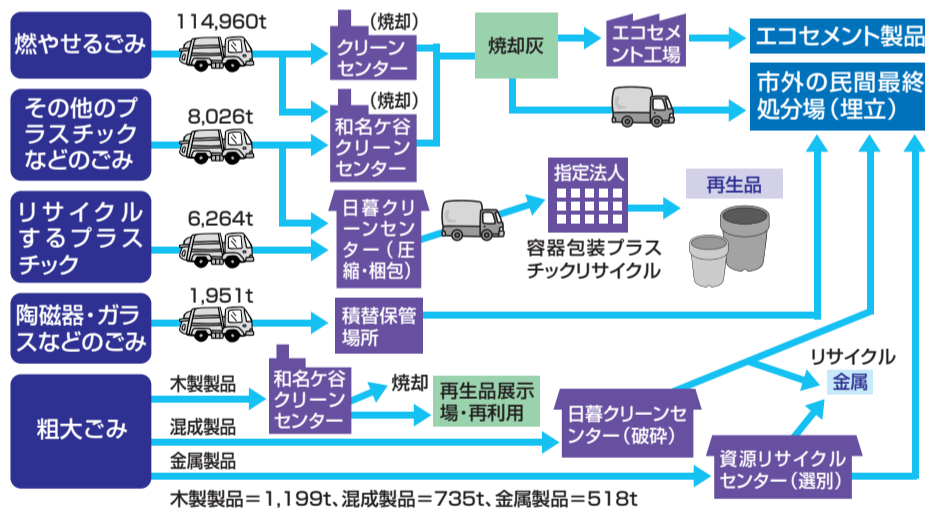 燃やせるごみ
114,960t
(焼却)
クリーン
センター
焼却灰
エコセメ
ント工場
エコセメント製品
市外の民間最終
処分場(埋立)
その他のプ
ラスチック
などのごみ
8,026t
(焼却)
和名ケ谷
クリーン
センター
リサイクル
するプラス
チック
6,264t
日暮クリ
ーンセン
ター(圧
縮・梱包)
指定法人
容器包装プラス
チックリサイクル
再生品
陶磁器・ガラ
スなどのごみ
1,951t
積替保管
場所
粗大ごみ
木製製品
和名ケ谷
クリーン
センター
焼却
再生品展示
場・再利用
混成製品
日暮クリーンセ
ンター(破砕)
リサイクル
金属
金属製品
資源リサイクル
センター(選別)
木製製品=1,199t、混成製品=735t、金属製品=518t